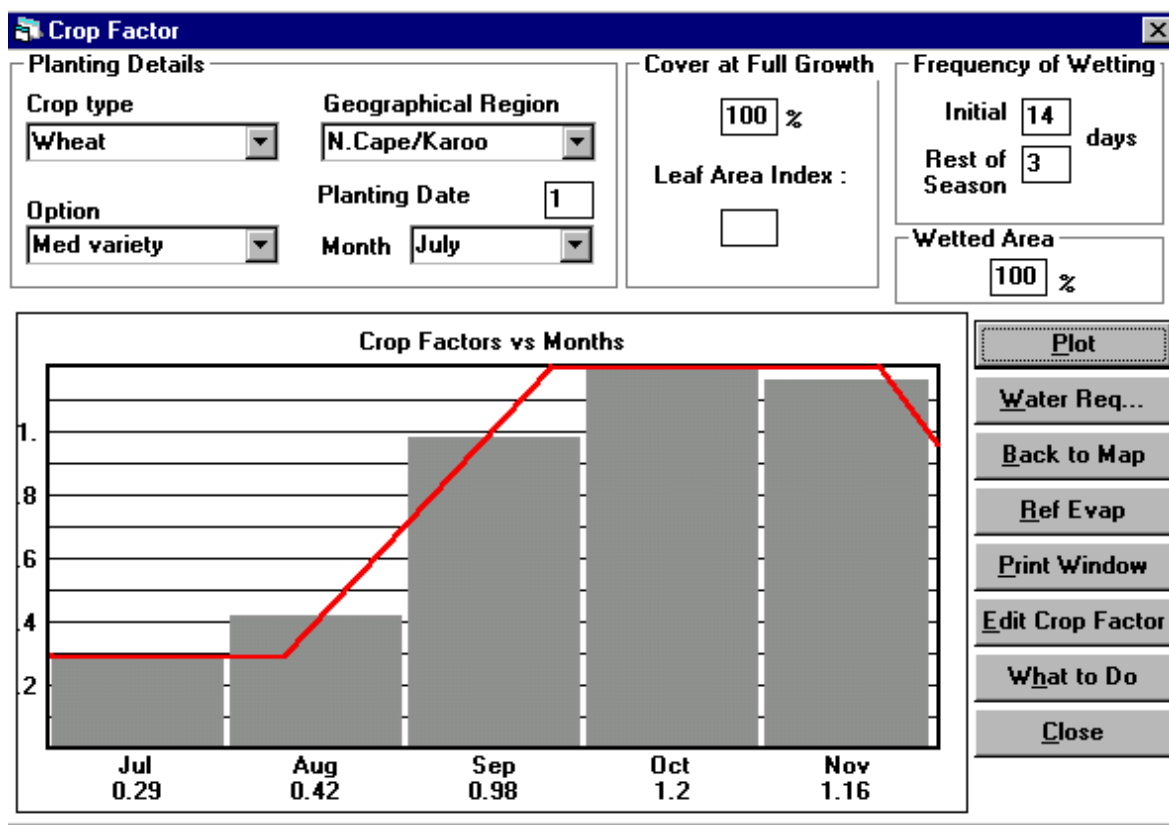 Crop Factor
Planting Details
Crop type
Wheat
Geographical Region
N.Cape/Karoo
Option
Med variety
Planting Date 1
Month July
Cover at Full Growth
100 %
Leaf Area Index :
Frequency of Wetting
Initial 14
days
Rest of 3
Season
Wetted Area
100 %
Crop Factors vs Months
1.
.8
.6
.4
.2
Jul Aug Sep Oct Nov
0.29 0.42 0.98 1.2 1.16
Plot
Water Req...
Back to Map
Ref Evap
Print Window
Edit Crop Factor
What to Do
Close